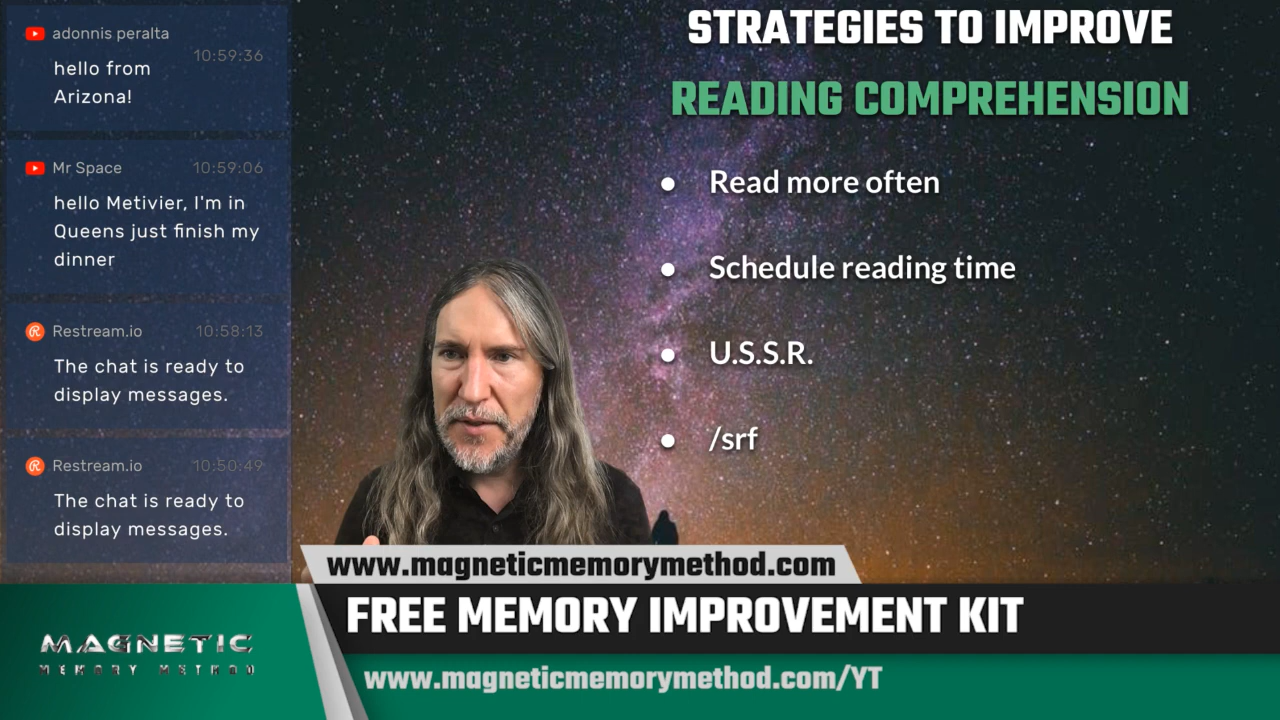 adonnis peralta
10:59:36
hello from
Arizona!
Mr Space 10:59:06
hello Metivier, I'm in
Queens just finish my
dinner
Restream.io 10:58:13
The chat is ready to
display messages.
Restream.io 10:50:49
The chat is ready to
display messages.
STRATEGIES TO IMPROVE
READING COMPREHENSION
● Read more often
● Schedule reading time
● U.S.S.R.
● /srf
www.magneticmemorymethod.com
FREE MEMORY IMPROVEMENT KIT
www.magneticmemorymethod.com/YT
MAGNETIC
MEMORY METHOD